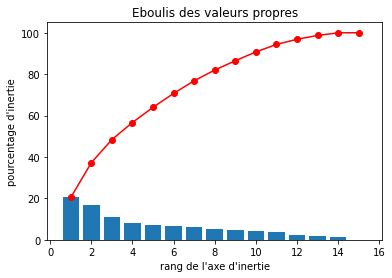 Eboulis des valeurs propres
pourcentage d'inertie
100
80
60
40
20
0
0 2 4 6 8 10 12 14 16
rang de l'axe d'inertie